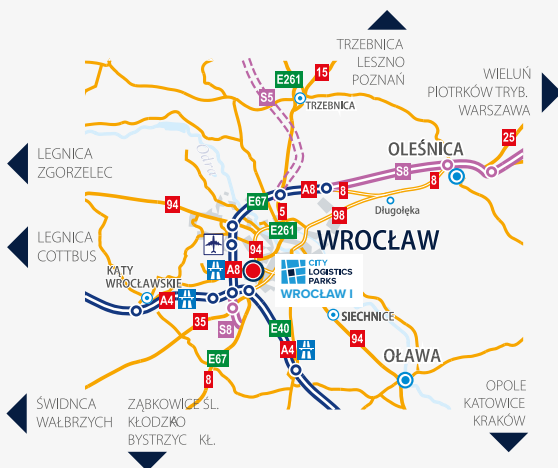 TRZEBNICA
LESZNO
POZNAŃ
WIELUŃ
PIOTRKÓW TRYB.
WARSZAWA
E261
15
S5
TRZEBNICA
25
OLEŚNICA
LEGNICA
ZGORZELEC
Odra
S8
8
A8
8
94
E67
5
98
Długołęka
E261
WROCŁAW
LEGNICA
COTTBUS
94
KĄTY
WROCŁAWSKIE
A8
CITY
LOGISTICS
PARKS
WROCŁAW I
A4
35
S8
E40
SIECHNICE
94
A4
E67
OŁAWA
8
ŚWIDNCA
WAŁBRZYCH
ZĄBKOWICE ŚL.
KŁODZKO
BYSTRZYC KŁ.
OPOLE
KATOWICE
KRAKÓW